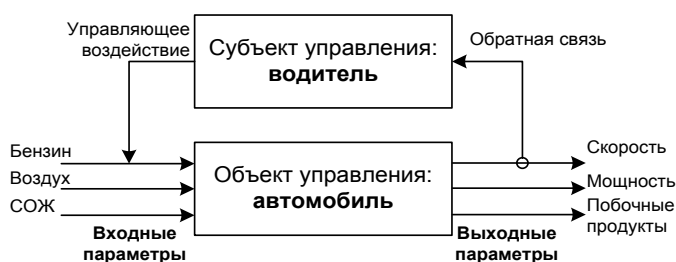 Управляющее
воздействие
Субъект управления:
водитель
Обратная связь
Бензин
Воздух
СОЖ
Объект управления:
автомобиль
Скорость
Мощность
Побочные
продукты
Входные
параметры
Выходные
параметры